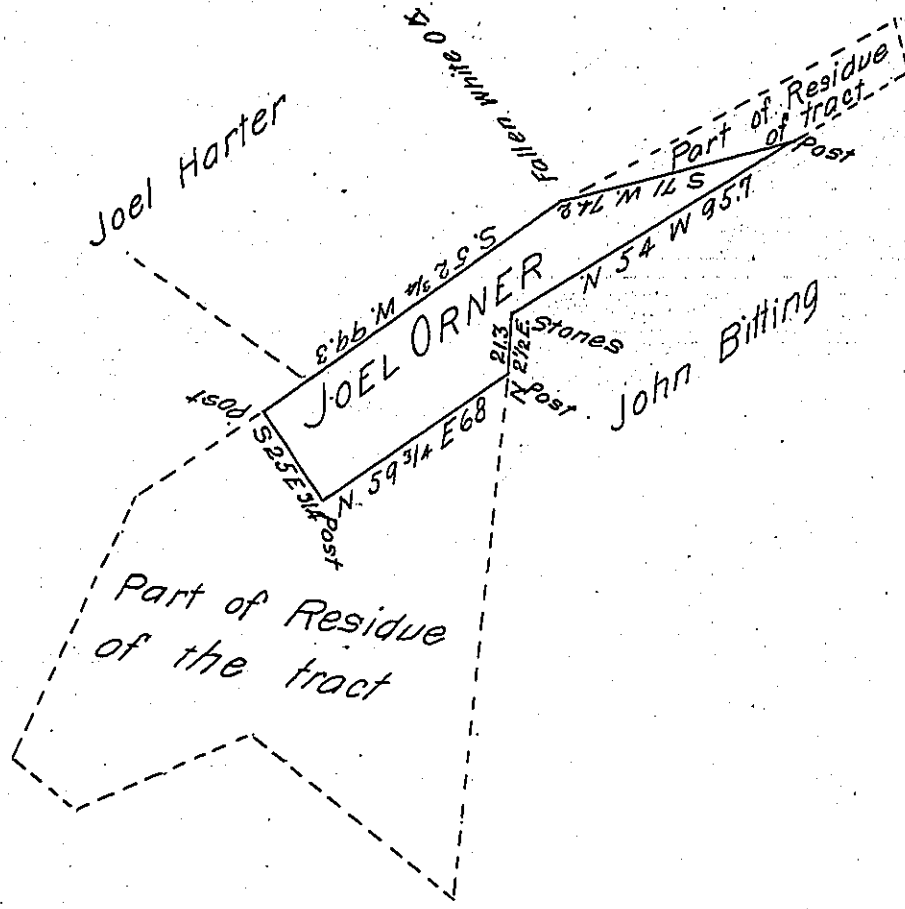 Fallen White Oa
Joel Harter
Part of Residue
of tract
Post
S 71 W. 74.2
N 54 W 95.7
S. 52 3/4 W. 99.3
JOEL ORNER
21.3
N 2 1/2 E.
Stones
Post
John Bitting
Post
S 25 E 31.4
Post
N. 59 3/4 E 68
Part of Residue
of the tract